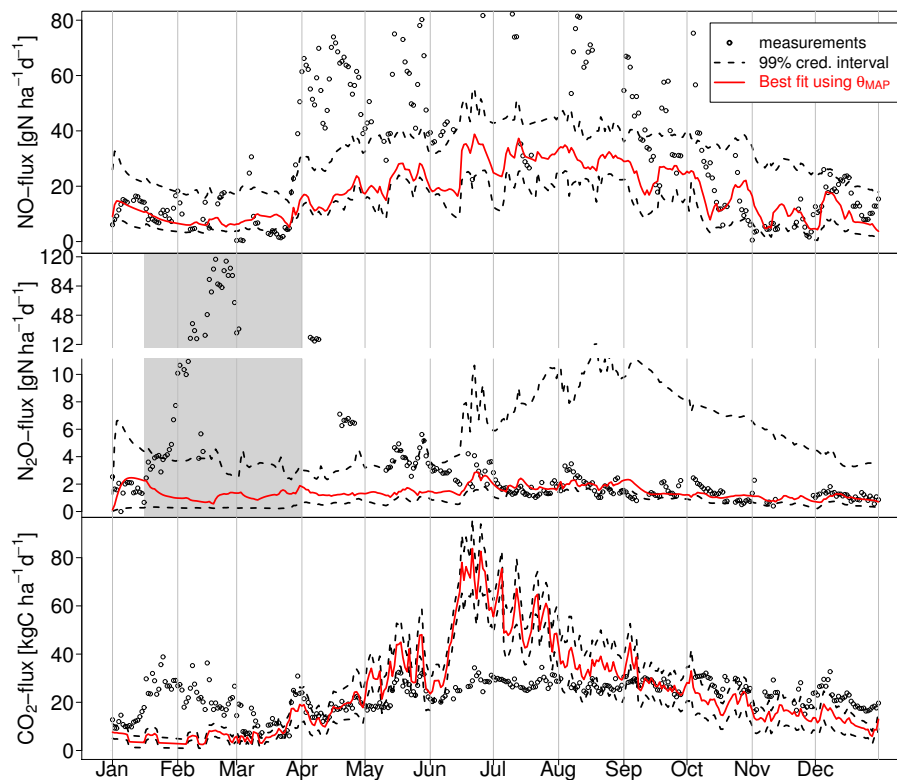 NO−flux [gN ha⁻¹d⁻¹]
80
60
40
20
0
measurements
99% cred. interval
Best fit using θMAP
N₂O−flux [gN ha⁻¹d⁻¹]
120
84
48
12
10
8
6
4
2
0
CO₂−flux [kgC ha⁻¹d⁻¹]
80
60
40
20
0
Jan Feb Mar Apr May Jun Jul Aug Sep Oct Nov Dec